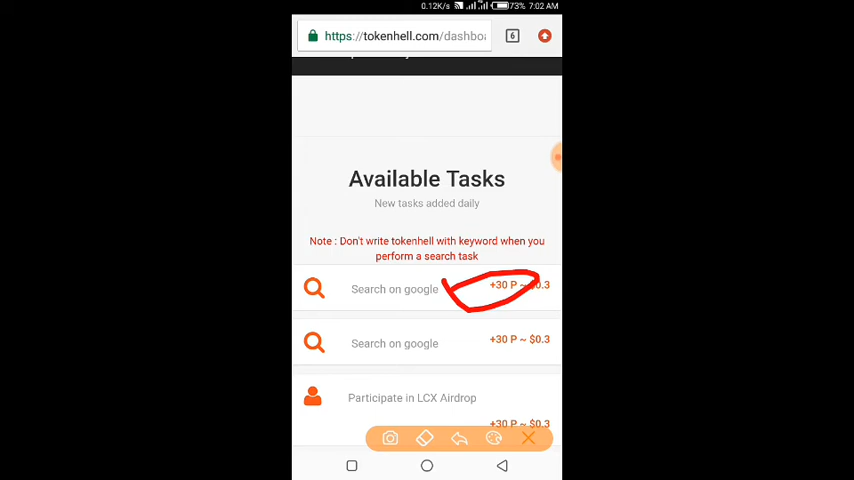 0.12K/s 73% 7:02 AM
https://tokenhell.com/dashboa
6
Available Tasks
New tasks added daily
Note : Don't write tokenhell with keyword when you
perform a search task
Search on google
+30 P ~ $0.3
Search on google
+30 P ~ $0.3
Participate in LCX Airdrop
+30 P ~ $0.3